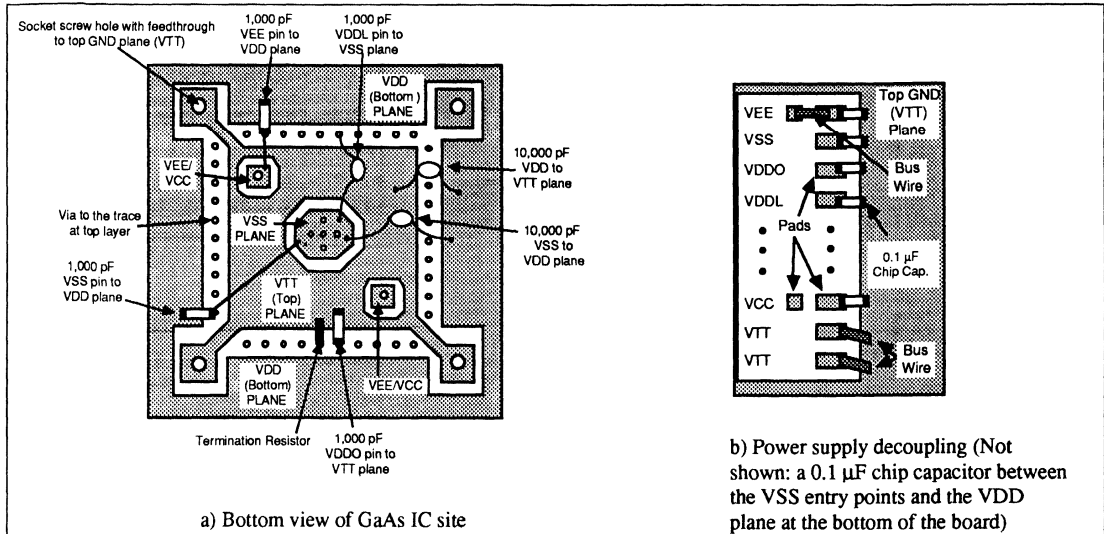 Socket screw hole with feedthrough
to top GND plane (VTT)
1,000 pF
VEE pin to
VDD plane
1,000 pF
VDDL pin to
VSS plane
VDD
(Bottom )
PLANE
10,000 pF
VDD to
VTT plane
VEE/
VCC
Via to the trace
at top layer
VSS
PLANE
10,000 pF
VSS to
VDD plane
1,000 pF
VSS pin to
VDD plane
VTT
(Top)
PLANE
VDD
(Bottom)
PLANE
VEE/VCC
Termination Resistor
1,000 pF
VDDO pin to
VTT plane
a) Bottom view of GaAs IC site
VEE
VSS
VDDO
VDDL
Top GND
(VTT)
Plane
Bus
Wire
Pads
0.1 µF
Chip Cap.
VCC
VTT
VTT
Bus
Wire
b) Power supply decoupling (Not
shown: a 0.1 µF chip capacitor between
the VSS entry points and the VDD
plane at the bottom of the board)